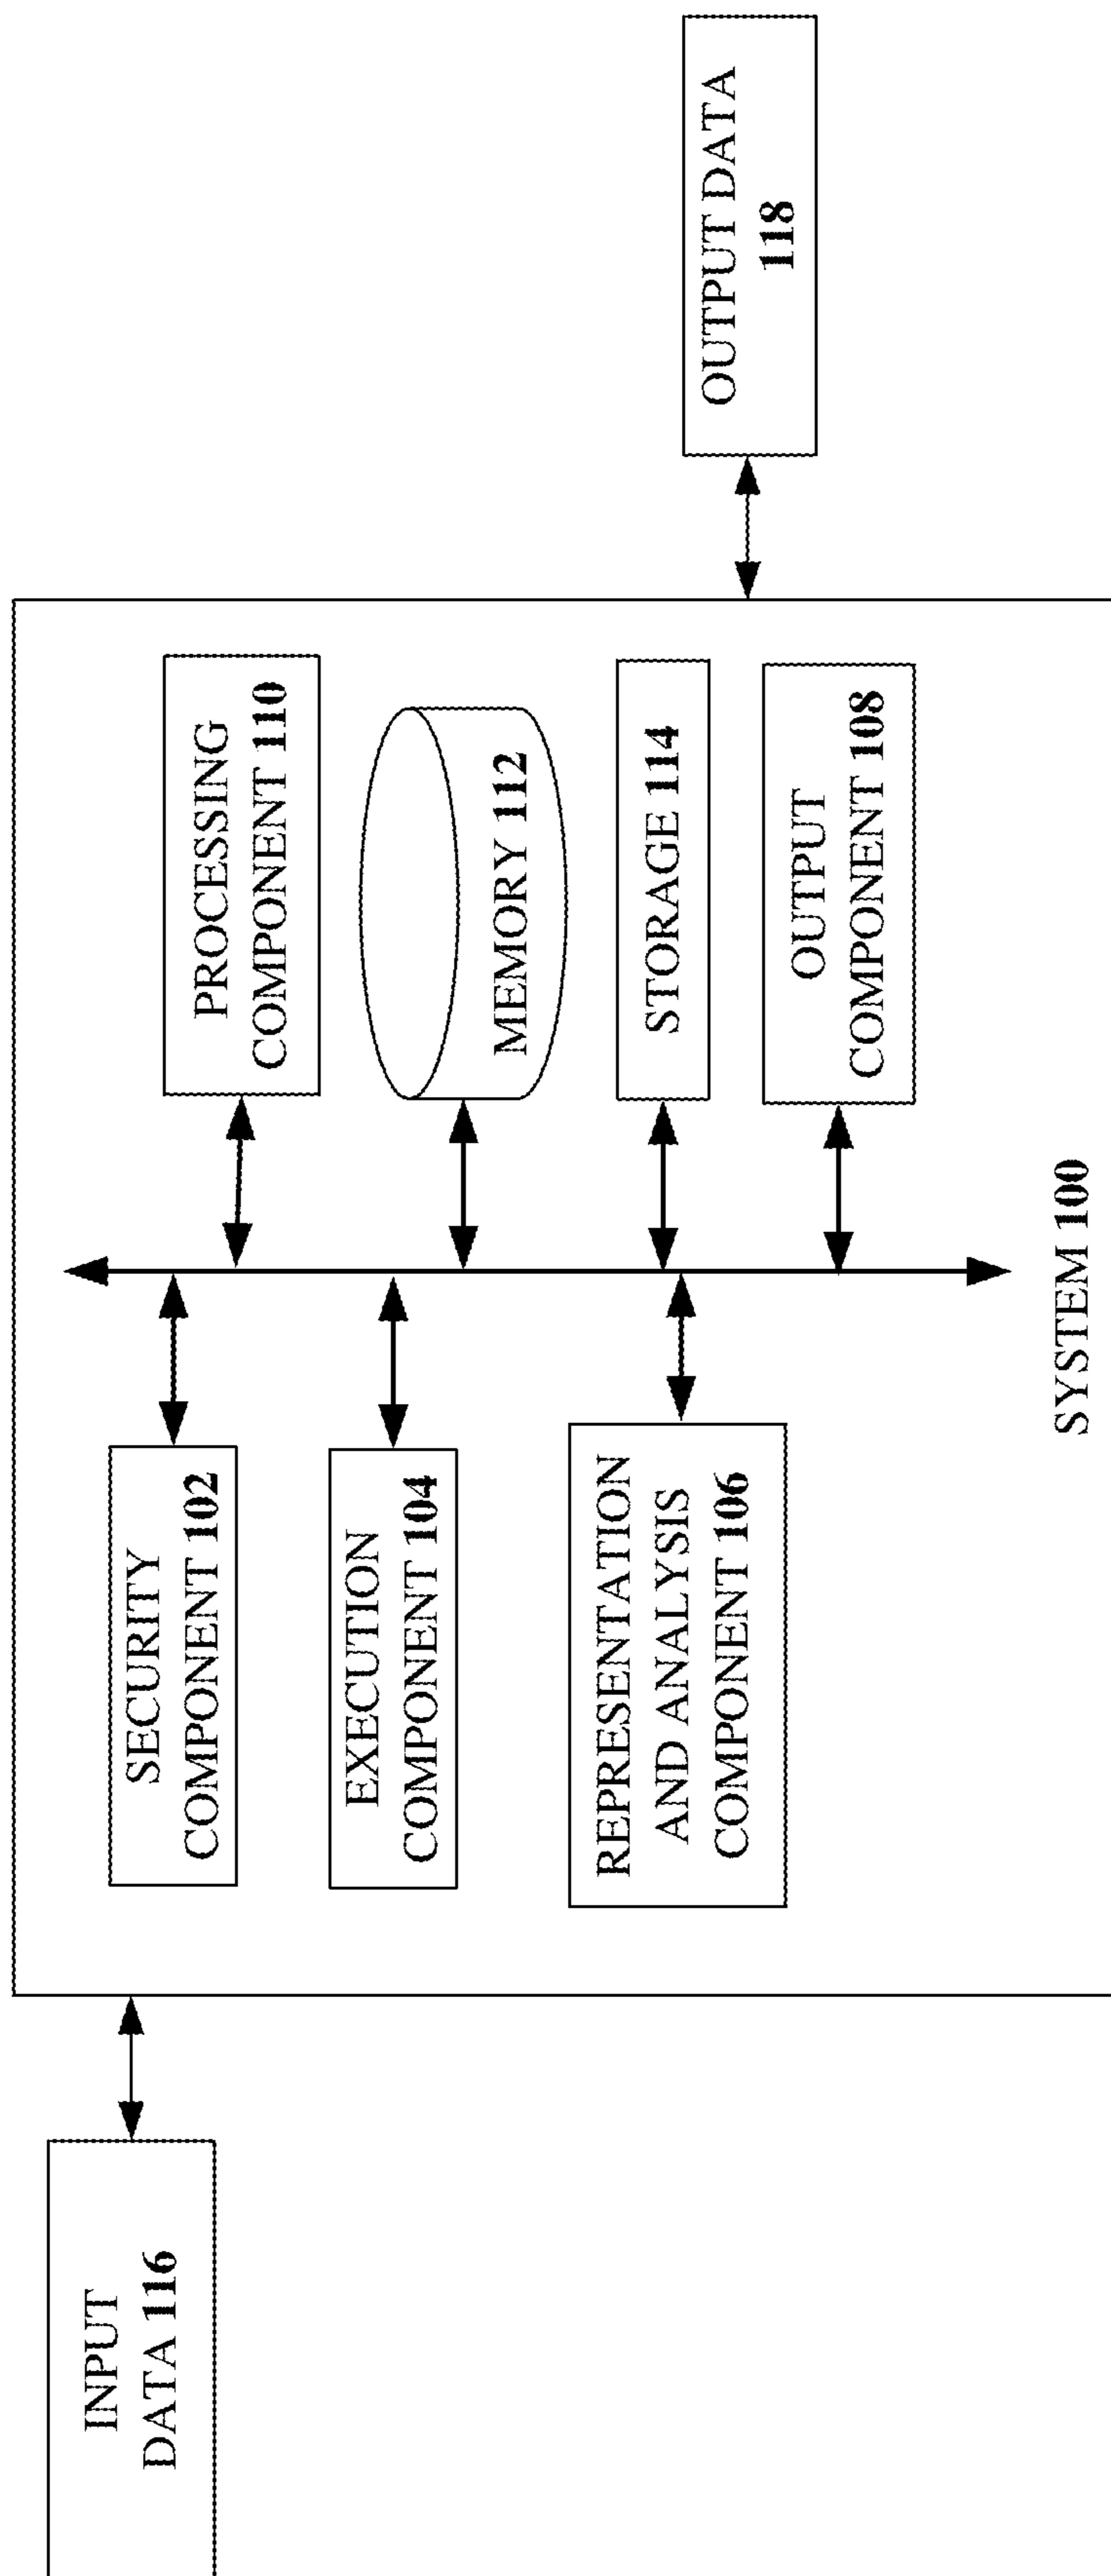 INPUT
DATA 116
SECURITY
COMPONENT 102
EXECUTION
COMPONENT 104
REPRESENTATION
AND ANALYSIS
COMPONENT 106
PROCESSING
COMPONENT 110
MEMORY 112
STORAGE 114
OUTPUT
COMPONENT 108
SYSTEM 100
OUTPUT DATA
118